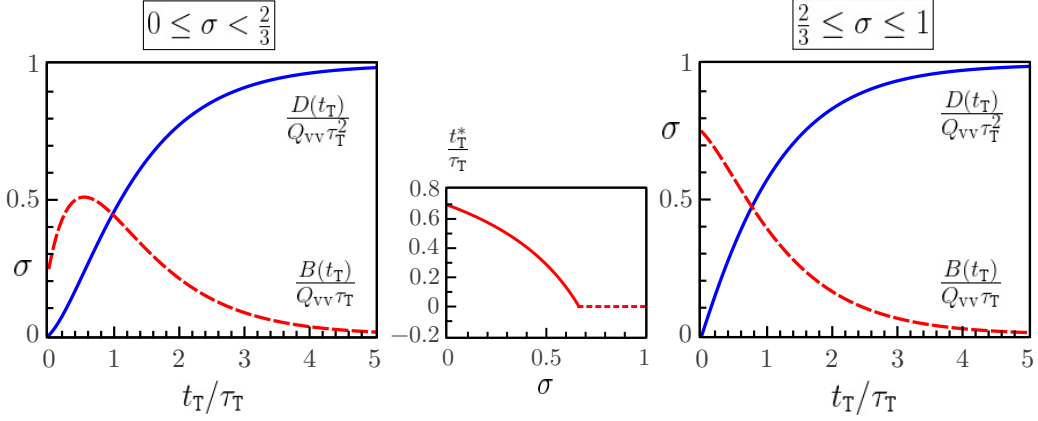 0 ≤ σ < 2/3
1
0.5
σ
0
D(t_T) / Q_VV τ_T^2
B(t_T) / Q_VV τ_T
0 1 2 3 4 5
t_T/τ_T
t_T^* / τ_T
0.8
0.6
0.4
0.2
0
−0.2
0 0.5 1
σ
2/3 ≤ σ ≤ 1
1
σ
0.5
0
D(t_T) / Q_VV τ_T^2
B(t_T) / Q_VV τ_T
0 1 2 3 4 5
t_T/τ_T